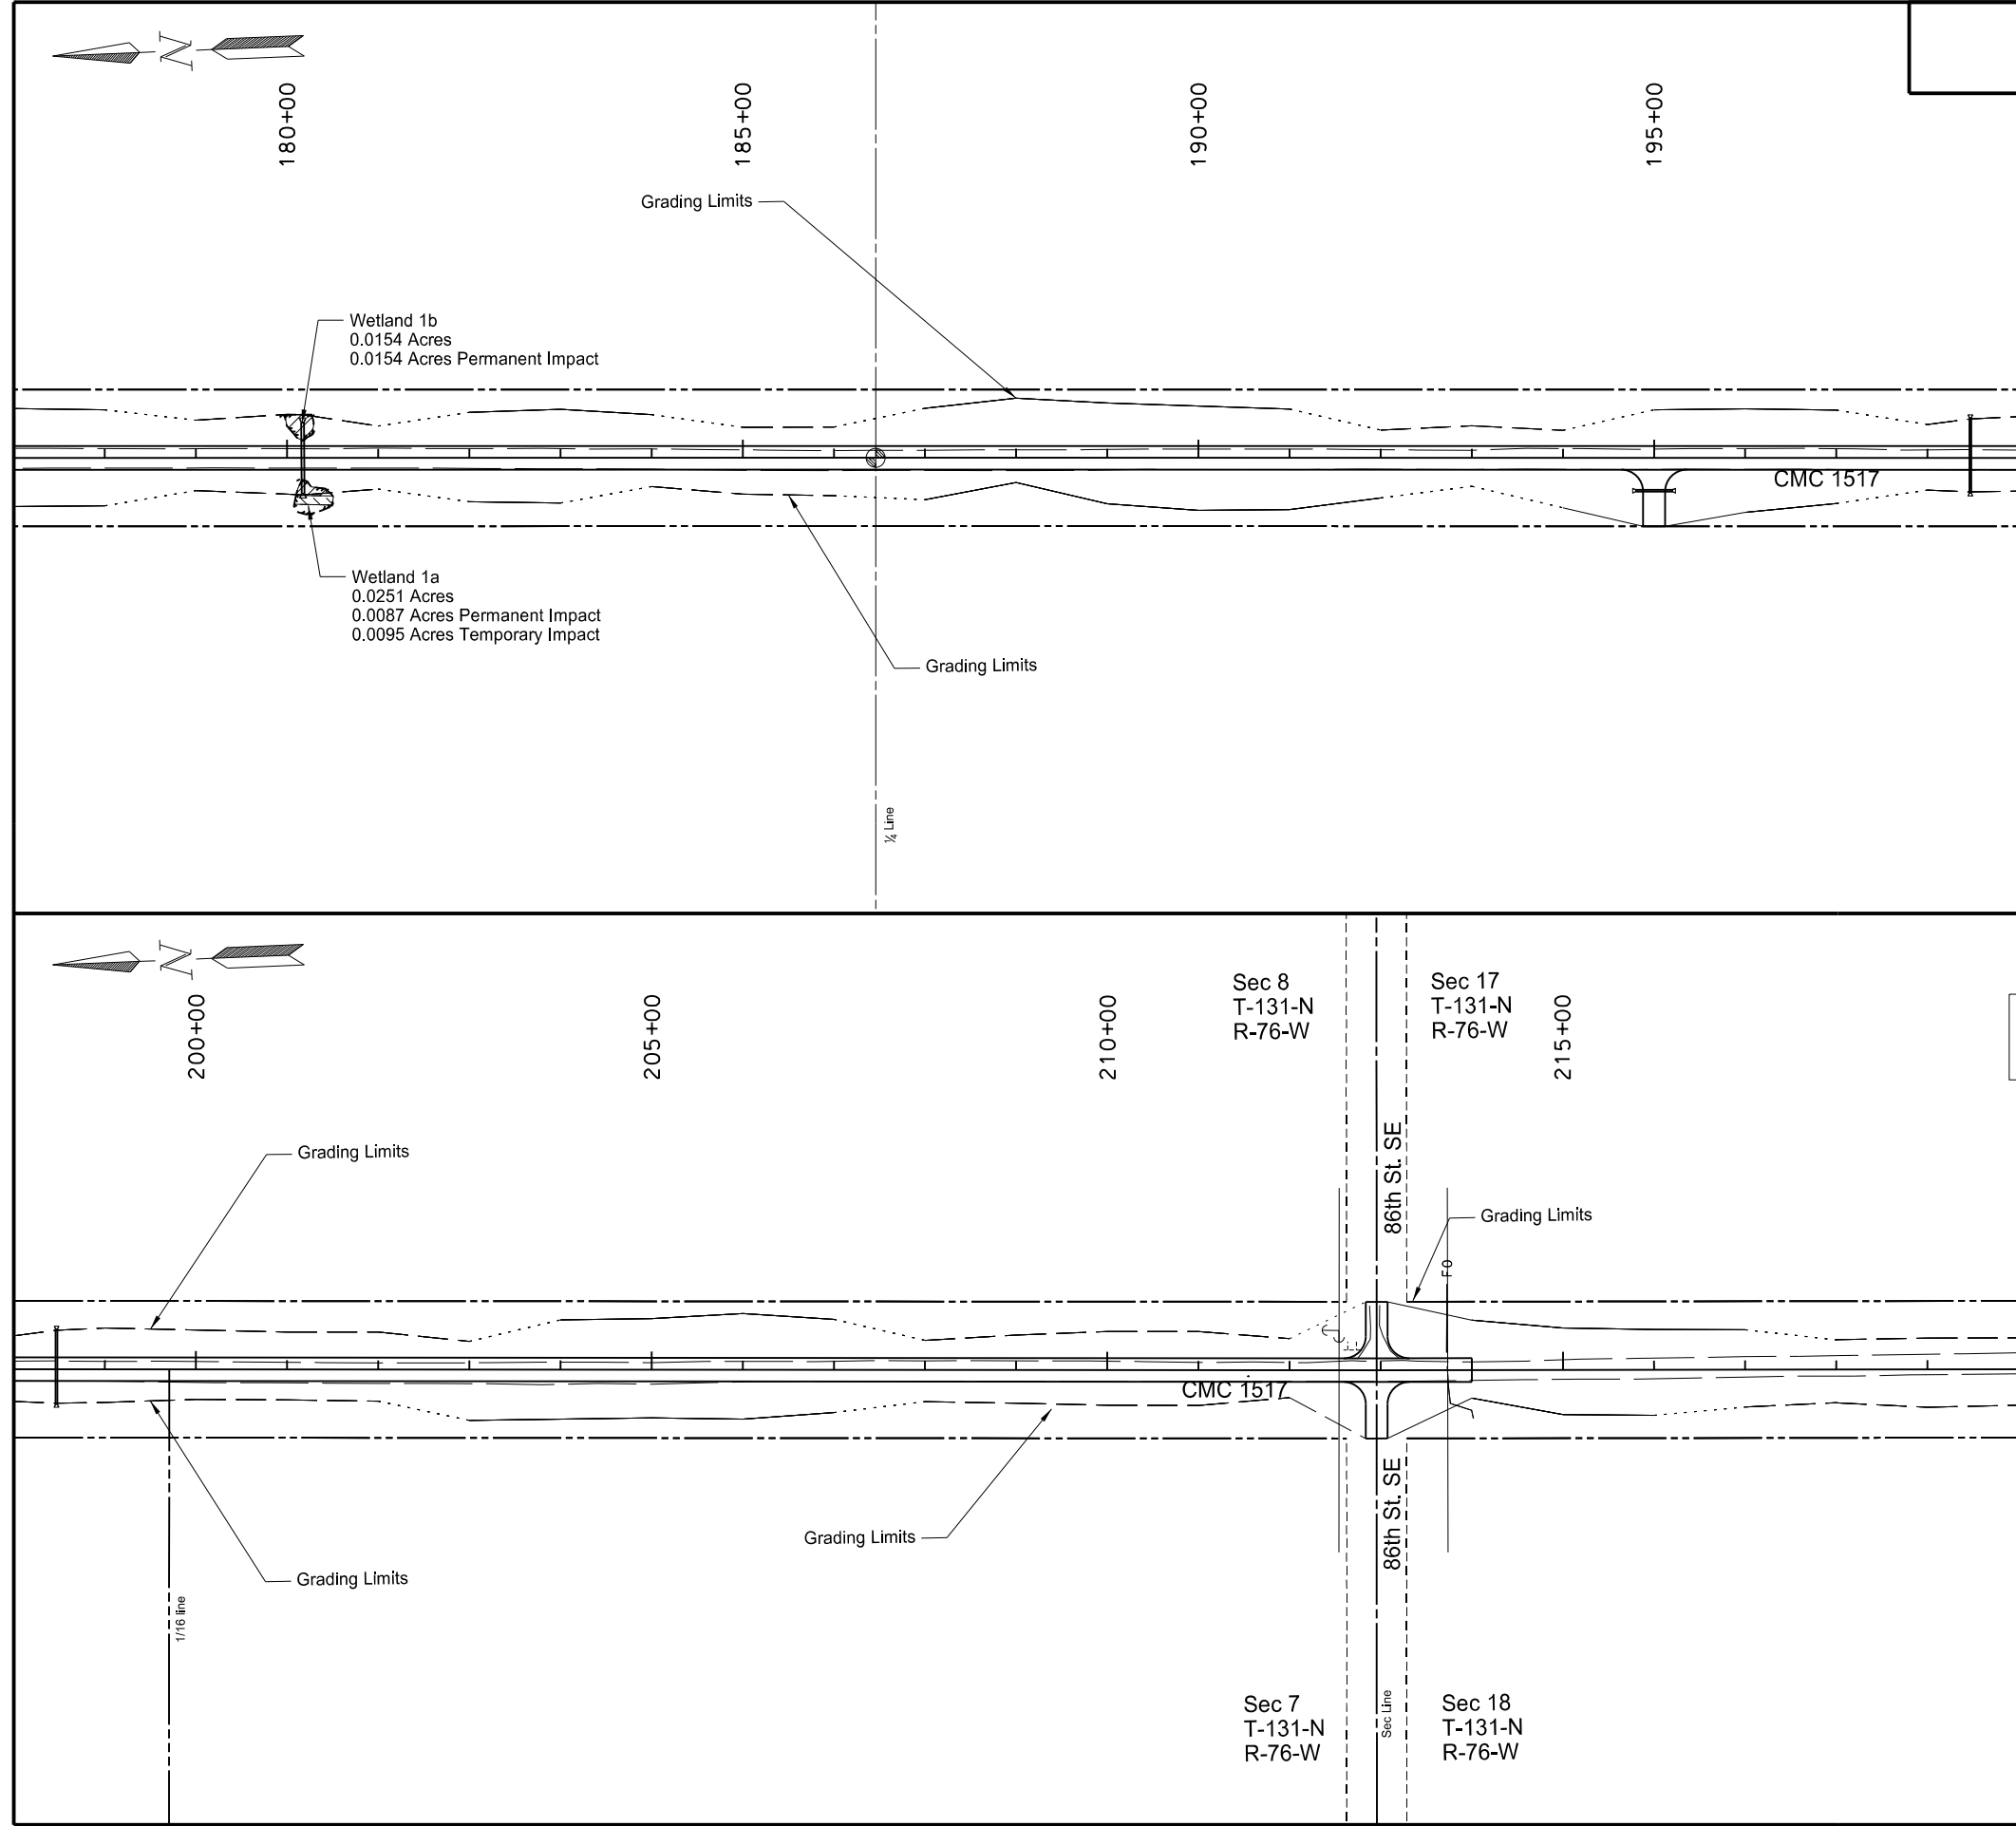 N
180+00
185+00
190+00
195+00
Grading Limits
Wetland 1b
0.0154 Acres
0.0154 Acres Permanent Impact
CMC 1517
Wetland 1a
0.0251 Acres
0.0087 Acres Permanent Impact
0.0095 Acres Temporary Impact
Grading Limits
¼ Line
N
200+00
205+00
210+00
215+00
Sec 8
T-131-N
R-76-W
Sec 17
T-131-N
R-76-W
86th St. SE
Grading Limits
Grading Limits
FO
CMC 1517
86th St. SE
Grading Limits
Grading Limits
1/16 line
Sec 7
T-131-N
R-76-W
Sec Line
Sec 18
T-131-N
R-76-W